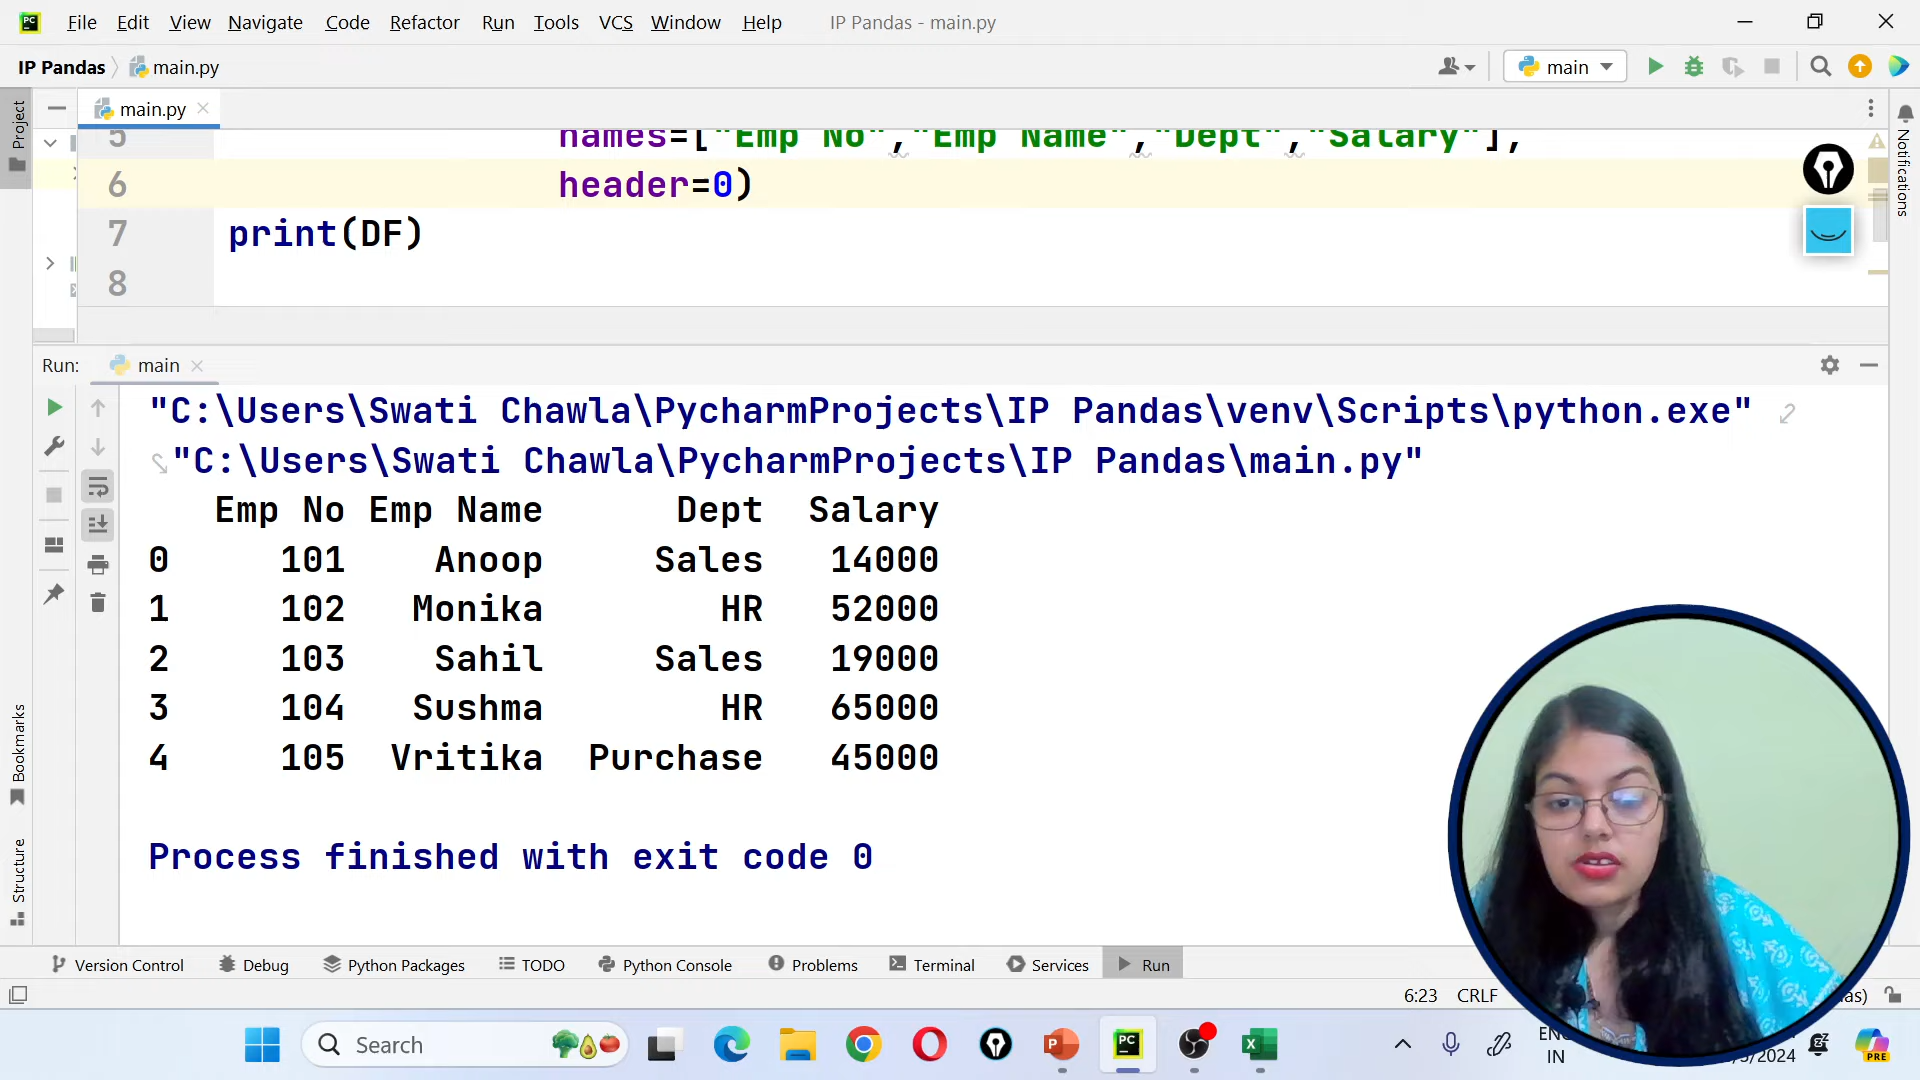 File Edit View Navigate Code Refactor Run Tools VCS Window Help IP Pandas - main.py
IP Pandas main.py main
Project
main.py
Notifications
5 names=["Emp No","Emp Name","Dept","Salary"],
6 header=0)
7 print(DF)
8
Run: main
"C:\Users\Swati Chawla\PycharmProjects\IP Pandas\venv\Scripts\python.exe"
"C:\Users\Swati Chawla\PycharmProjects\IP Pandas\main.py"
Emp No Emp Name Dept Salary
0 101 Anoop Sales 14000
1 102 Monika HR 52000
2 103 Sahil Sales 19000
3 104 Sushma HR 65000
4 105 Vritika Purchase 45000
Process finished with exit code 0
Bookmarks
Structure
Version Control Debug Python Packages TODO Python Console Problems Terminal Services Run
6:23 CRLF
Search
IN
/2024
PRE